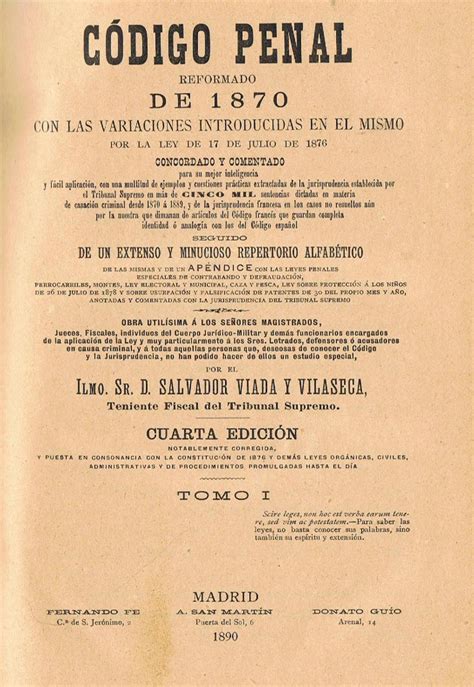 CÓDIGO PENAL
REFORMADO
DE 1870
CON LAS VARIACIONES INTRODUCIDAS EN EL MISMO
POR LA LEY DE 17 DE JULIO DE 1876
CONCORDADO Y COMENTADO
para su mejor inteligencia
y fácil aplicación, con una multitud de ejemplos y cuestiones prácticas extractadas de la jurisprudencia establecida por
el Tribunal Supremo en más de CINCO MIL sentencias dictadas en materia
de casación criminal desde 1870 á 1889, y de la jurisprudencia francesa en los casos no resueltos aún
por la nuestra que dimanan de artículos del Código francés que guardan completa
identidad ó analogía con los del Código español
SEGUIDO
DE UN EXTENSO Y MINUCIOSO REPERTORIO ALFABÉTICO
DE LAS MISMAS Y DE UN APÉNDICE CON LAS LEYES PENALES
ESPECIALES DE CONTRABANDO Y DEFRAUDACIÓN,
FERROCARRILES, MONTES, LEY ELECTORAL Y MUNICIPAL, CAZA Y PESCA, LEY SOBRE PROTECCIÓN Á LOS NIÑOS
DE 26 DE JULIO DE 1878 Y SOBRE USURPACIÓN Y FALSIFICACIÓN DE PATENTES DE 30 DEL PROPIO MES Y AÑO,
ANOTADAS Y COMENTADAS CON LA JURISPRUDENCIA DEL TRIBUNAL SUPREMO
OBRA UTILÍSIMA Á LOS SEÑORES MAGISTRADOS,
Jueces, Fiscales, individuos del Cuerpo Jurídico-Militar y demás funcionarios encargados
de la aplicación de la Ley y muy particularmente á los Sres. Letrados, defensores ó acusadores
en causa criminal, y á todas aquellas personas que, deseosas de conocer el Código
y la Jurisprudencia, no han podido hacer de ellos un estudio especial,
POR EL
ILMO. SR. D. SALVADOR VIADA Y VILASECA,
Teniente Fiscal del Tribunal Supremo.
CUARTA EDICIÓN
NOTABLEMENTE CORREGIDA,
Y PUESTA EN CONSONANCIA CON LA CONSTITUCIÓN DE 1876 Y DEMÁS LEYES ORGÁNICAS, CIVILES,
ADMINISTRATIVAS Y DE PROCEDIMIENTOS PROMULGADAS HASTA EL DÍA
TOMO I
Scire leges, non hoc est verba earum tene-
re, sed vim ac potestatem.—Para saber las
leyes, no basta conocer sus palabras, sino
también su espíritu y extensión.
MADRID
FERNANDO FE A. SAN MARTÍN DONATO GUÍO
C.ª de S. Jerónimo, 2 Puerta del Sol, 6 Arenal, 14
1890